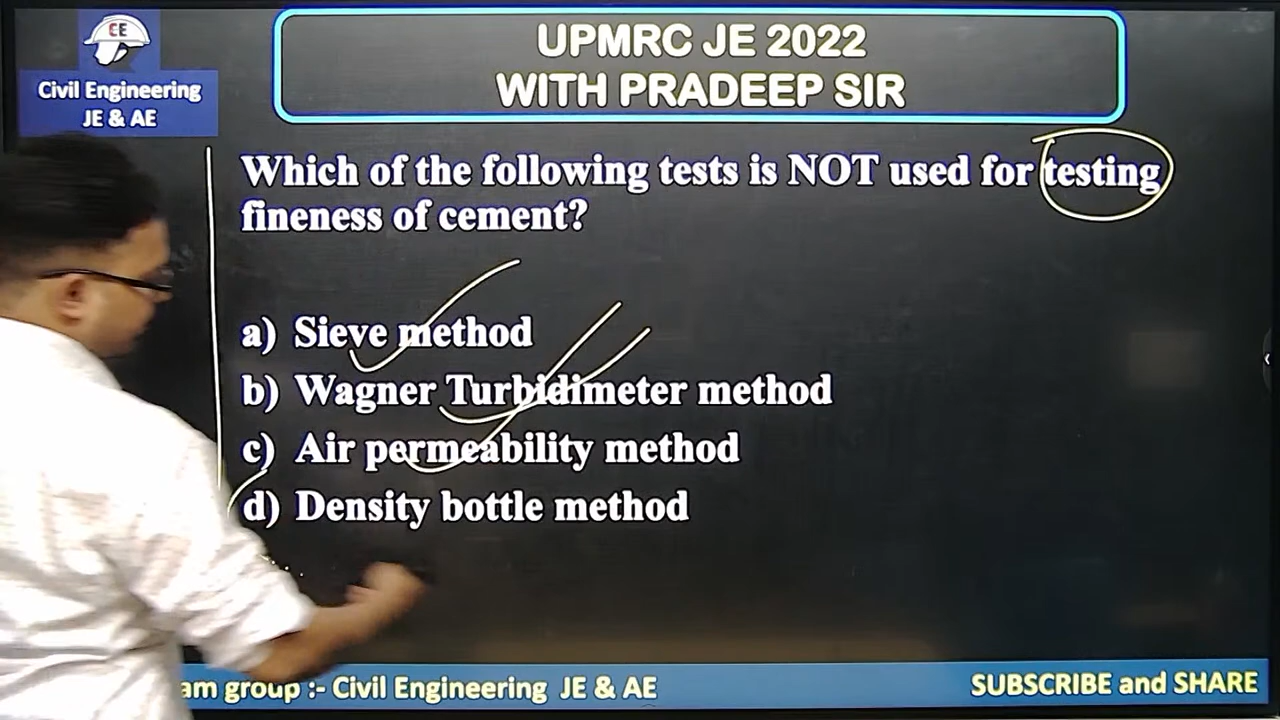 CE
Civil Engineering
JE & AE
UPMRC JE 2022
WITH PRADEEP SIR
Which of the following tests is NOT used for testing
fineness of cement?
a) Sieve method
b) Wagner Turbidimeter method
c) Air permeability method
d) Density bottle method
group :- Civil Engineering JE & AE
SUBSCRIBE and SHARE